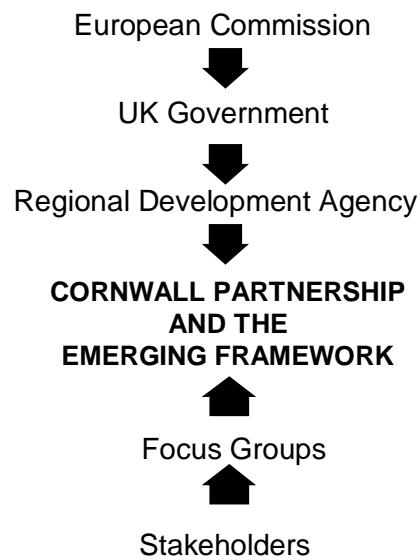 European Commission
UK Government
Regional Development Agency
CORNWALL PARTNERSHIP
AND THE
EMERGING FRAMEWORK
Focus Groups
Stakeholders